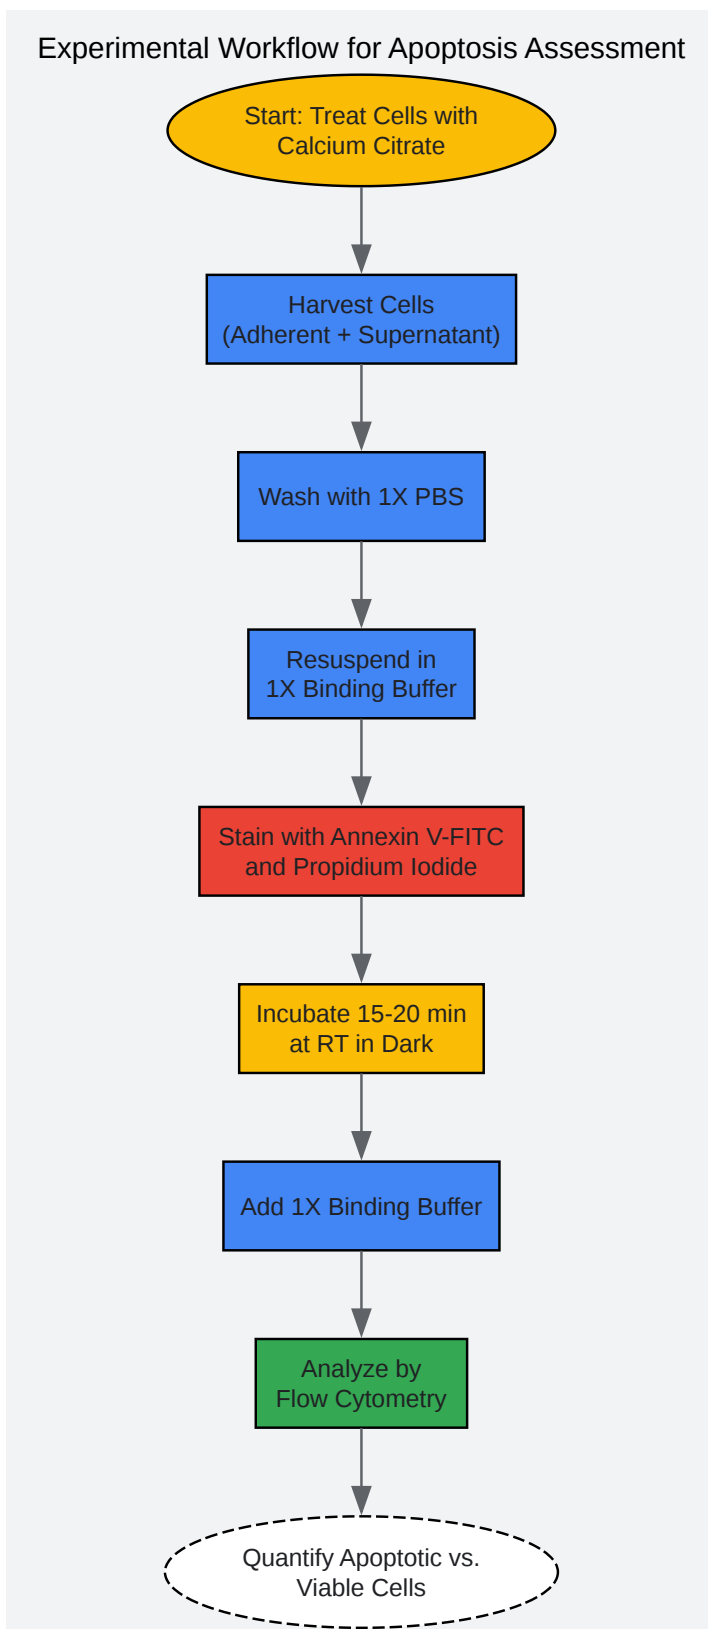 Experimental Workflow for Apoptosis Assessment
Start: Treat Cells with
Calcium Citrate
Harvest Cells
(Adherent + Supernatant)
Wash with 1X PBS
Resuspend in
1X Binding Buffer
Stain with Annexin V-FITC
and Propidium Iodide
Incubate 15-20 min
at RT in Dark
Add 1X Binding Buffer
Analyze by
Flow Cytometry
Quantify Apoptotic vs.
Viable Cells